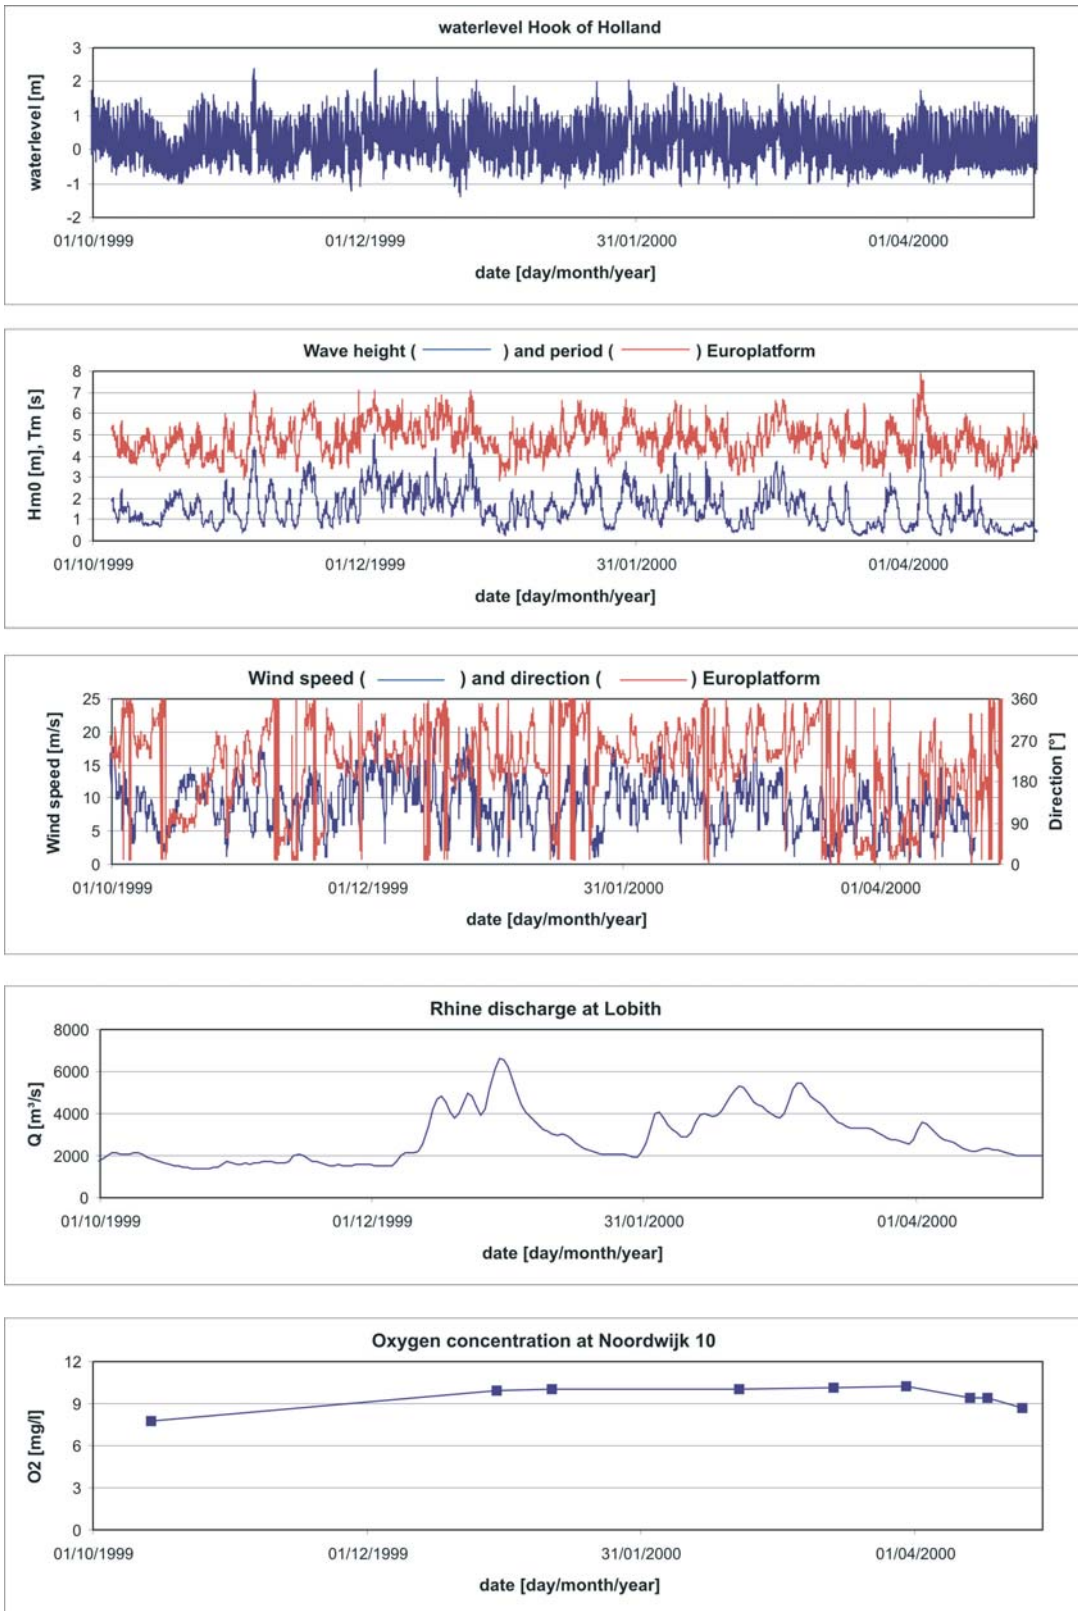 waterlevel Hook of Holland
waterlevel [m]
3
2
1
0
-1
-2
01/10/1999 01/12/1999 31/01/2000 01/04/2000
date [day/month/year]
Wave height ( ) and period ( ) Europlatform
Hm0 [m], Tm [s]
8
7
6
5
4
3
2
1
0
01/10/1999 01/12/1999 31/01/2000 01/04/2000
date [day/month/year]
Wind speed ( ) and direction ( ) Europlatform
Wind speed [m/s]
25 360
20 270
15 180
10
5 90
0 0
Direction [°]
01/10/1999 01/12/1999 31/01/2000 01/04/2000
date [day/month/year]
Rhine discharge at Lobith
Q [m³/s]
8000
6000
4000
2000
0
01/10/1999 01/12/1999 31/01/2000 01/04/2000
date [day/month/year]
Oxygen concentration at Noordwijk 10
O2 [mg/l]
12
9
6
3
0
01/10/1999 01/12/1999 31/01/2000 01/04/2000
date [day/month/year]